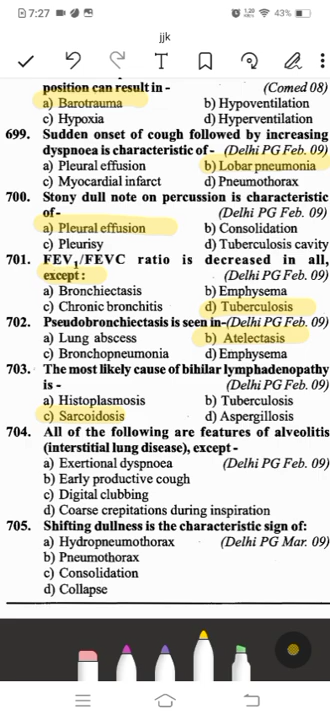 7:27
1.20
43%
jjk
T
position can result in - (Comed 08)
a) Barotrauma b) Hypoventilation
c) Hypoxia d) Hyperventilation
699. Sudden onset of cough followed by increasing
dyspnoea is characteristic of- (Delhi PG Feb. 09)
a) Pleural effusion b) Lobar pneumonia
c) Myocardial infarct d) Pneumothorax
700. Stony dull note on percussion is characteristic
of- (Delhi PG Feb. 09)
a) Pleural effusion b) Consolidation
c) Pleurisy d) Tuberculosis cavity
701. FEV1/FEVC ratio is decreased in all,
except : (Delhi PG Feb. 09)
a) Bronchiectasis b) Emphysema
c) Chronic bronchitis d) Tuberculosis
702. Pseudobronchiectasis is seen in-(Delhi PG Feb. 09)
a) Lung abscess b) Atelectasis
c) Bronchopneumonia d) Emphysema
703. The most likely cause of bihilar lymphadenopathy
is - (Delhi PG Feb. 09)
a) Histoplasmosis b) Tuberculosis
c) Sarcoidosis d) Aspergillosis
704. All of the following are features of alveolitis
(interstitial lung disease), except -
a) Exertional dyspnoea (Delhi PG Feb. 09)
b) Early productive cough
c) Digital clubbing
d) Coarse crepitations during inspiration
705. Shifting dullness is the characteristic sign of:
a) Hydropneumothorax (Delhi PG Mar. 09)
b) Pneumothorax
c) Consolidation
d) Collapse